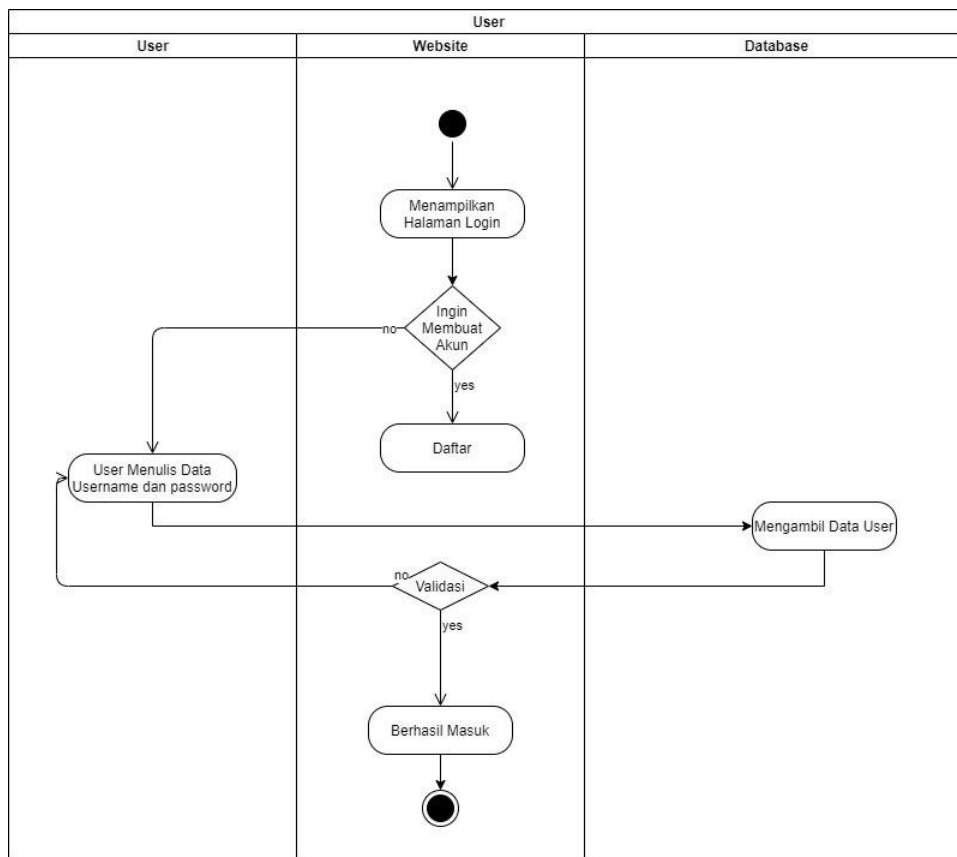 User
User
Website
Database
Menampilkan
Halaman Login
Ingin
Membuat
Akun
no
yes
Daftar
User Menulis Data
Username dan password
Mengambil Data User
no
Validasi
yes
Berhasil Masuk